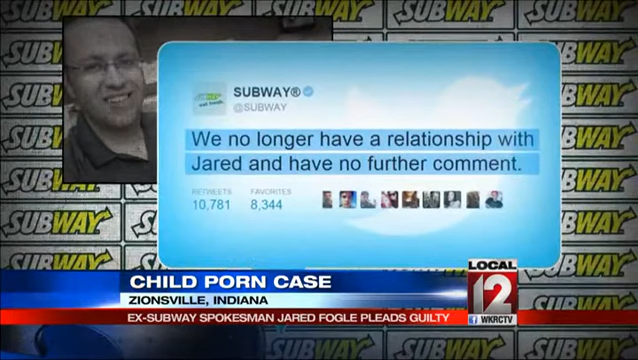 SUBWAY®
@SUBWAY
We no longer have a relationship with
Jared and have no further comment.
RETWEETS FAVORITES
10,781 8,344
CHILD PORN CASE
ZIONSVILLE, INDIANA
EX-SUBWAY SPOKESMAN JARED FOGLE PLEADS GUILTY
LOCAL
12
WKRCTV
SUBWAY